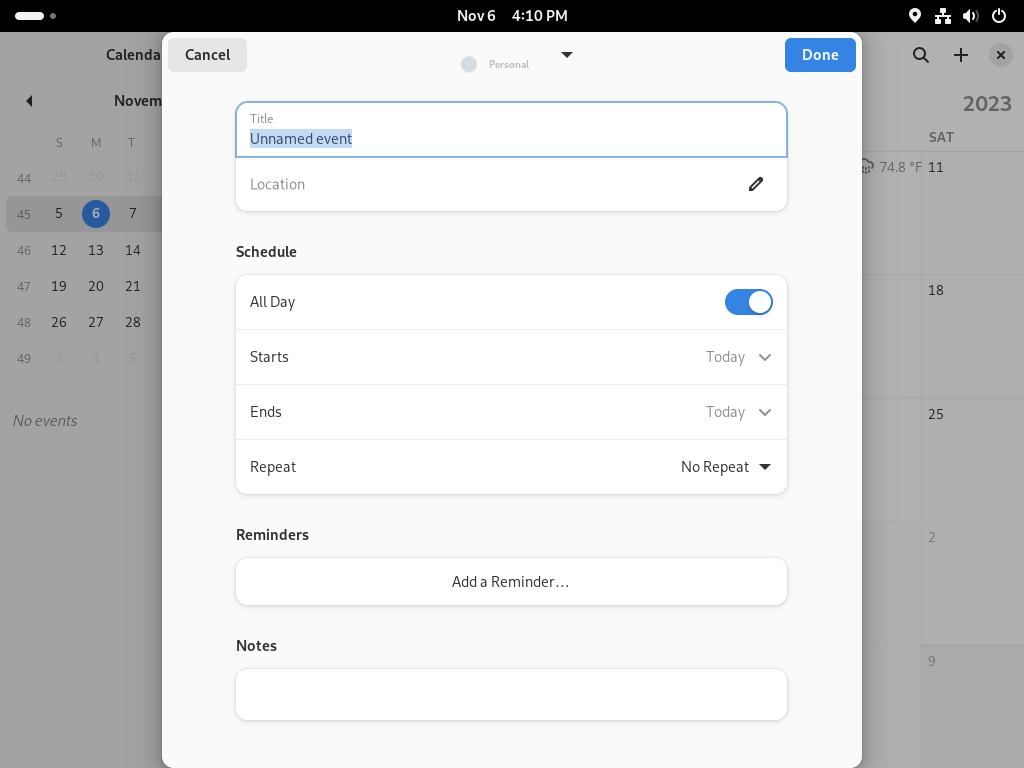 Nov 6 4:10 PM
Calenda
Cancel
Personal
Done
Novem
2023
S M T
SAT
44 29 30 31
45 5 6 7
46 12 13 14
47 19 20 21
48 26 27 28
49 3 4 5
No events
Title
Unnamed event
Location
Schedule
All Day
Starts Today
Ends Today
Repeat No Repeat
Reminders
Add a Reminder…
Notes
74.8 °F 11
18
25
2
9